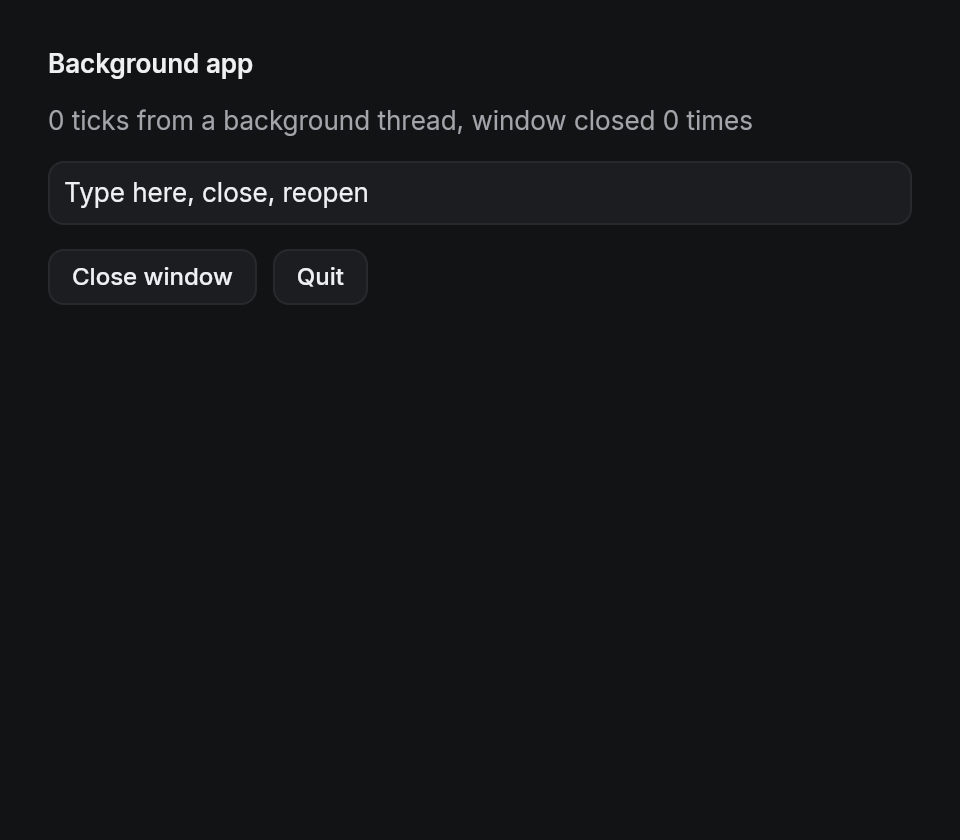 Background app
0 ticks from a background thread, window closed 0 times
Type here, close, reopen
Close window
Quit